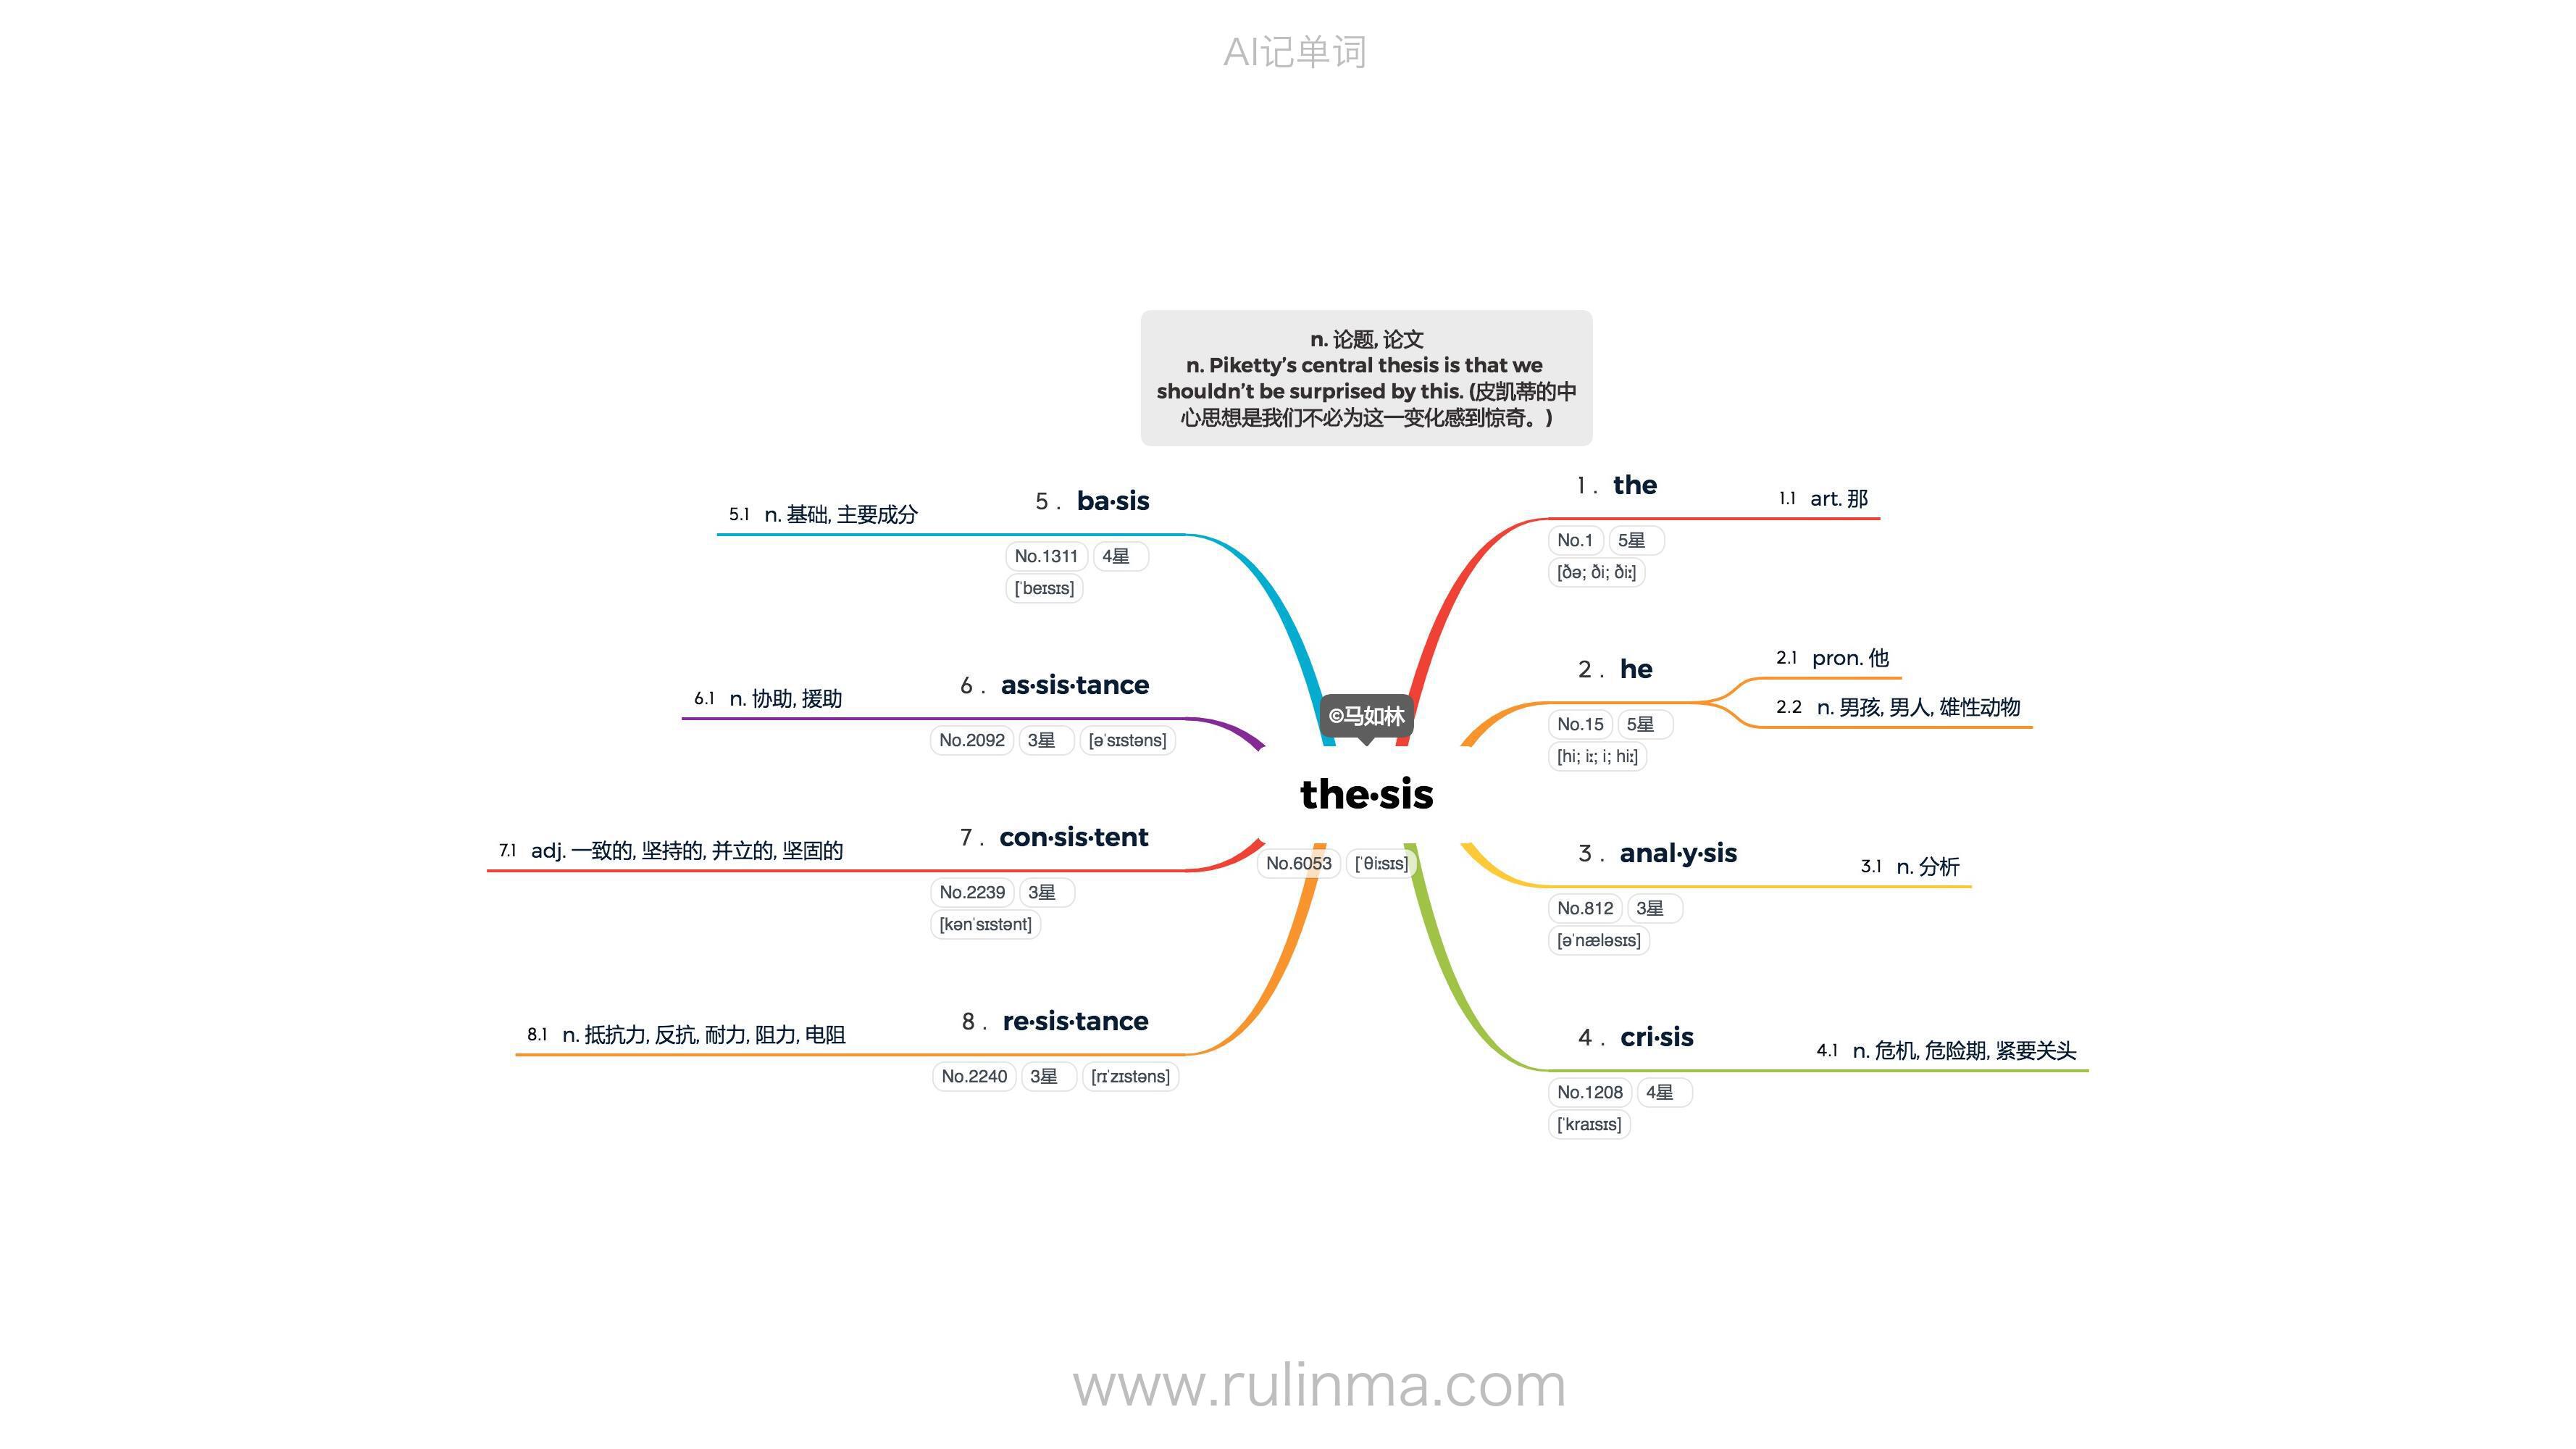 AI记单词
n. 论题, 论文
n. Piketty’s central thesis is that we
shouldn’t be surprised by this. (皮凯蒂的中
心思想是我们不必为这一变化感到惊奇。)
©马如林
the·sis
No.6053 [ˈθiːsɪs]
1 . the
1.1 art. 那
No.1 5星
[ðə; ði; ðiː]
2 . he
2.1 pron. 他
2.2 n. 男孩, 男人, 雄性动物
No.15 5星
[hi; iː; i; hiː]
3 . anal·y·sis
3.1 n. 分析
No.812 3星
[əˈnæləsɪs]
4 . cri·sis
4.1 n. 危机, 危险期, 紧要关头
No.1208 4星
[ˈkraɪsɪs]
5 . ba·sis
5.1 n. 基础, 主要成分
No.1311 4星
[ˈbeɪsɪs]
6 . as·sis·tance
6.1 n. 协助, 援助
No.2092 3星 [əˈsɪstəns]
7 . con·sis·tent
7.1 adj. 一致的, 坚持的, 并立的, 坚固的
No.2239 3星
[kənˈsɪstənt]
8 . re·sis·tance
8.1 n. 抵抗力, 反抗, 耐力, 阻力, 电阻
No.2240 3星 [rɪˈzɪstəns]
www.rulinma.com